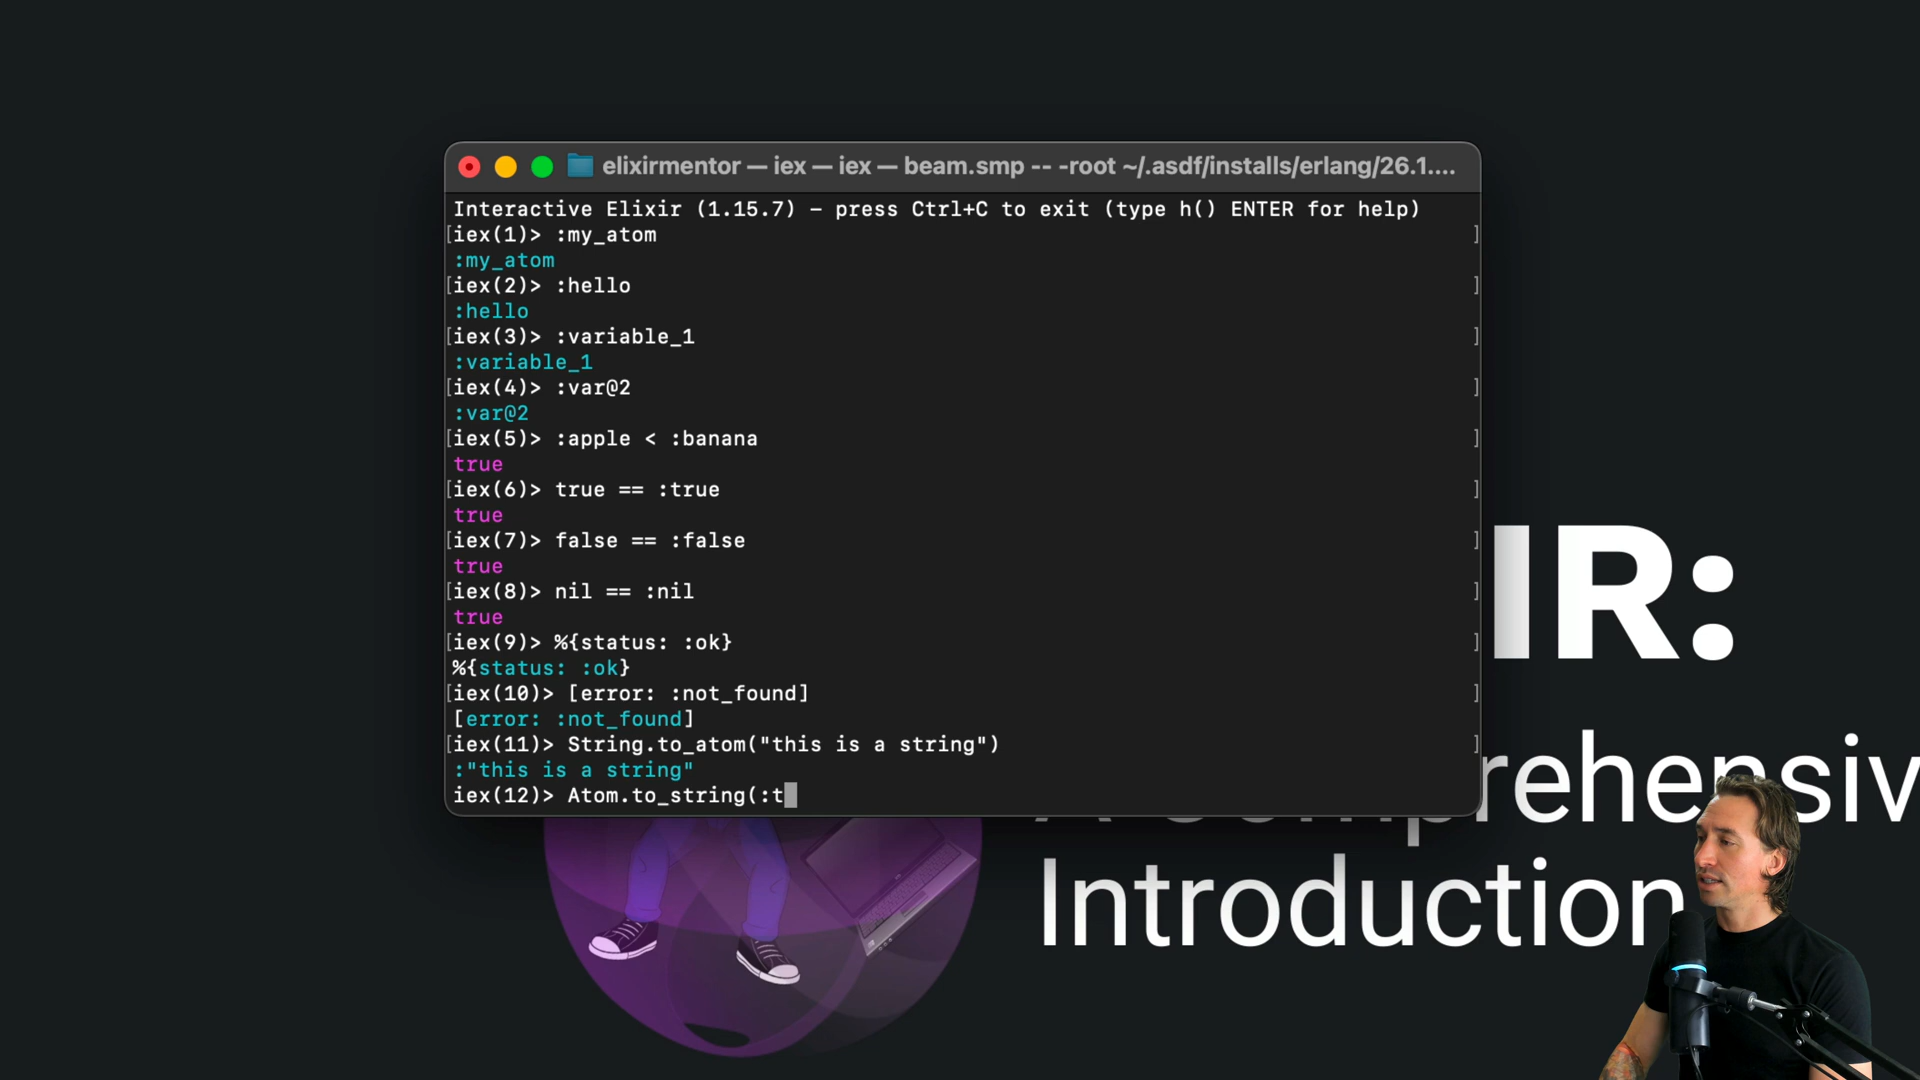 elixirmentor — iex — iex — beam.smp -- -root ~/.asdf/installs/erlang/26.1....
Interactive Elixir (1.15.7) – press Ctrl+C to exit (type h() ENTER for help)
[iex(1)> :my_atom ]
:my_atom
[iex(2)> :hello ]
:hello
[iex(3)> :variable_1 ]
:variable_1
[iex(4)> :var@2 ]
:var@2
[iex(5)> :apple < :banana ]
true
[iex(6)> true == :true ]
true
[iex(7)> false == :false ]
true
[iex(8)> nil == :nil ]
true
[iex(9)> %{status: :ok} ]
%{status: :ok}
[iex(10)> [error: :not_found] ]
[error: :not_found]
[iex(11)> String.to_atom("this is a string") ]
:"this is a string"
iex(12)> Atom.to_string(:t
IR:
rehensiv
Introduction